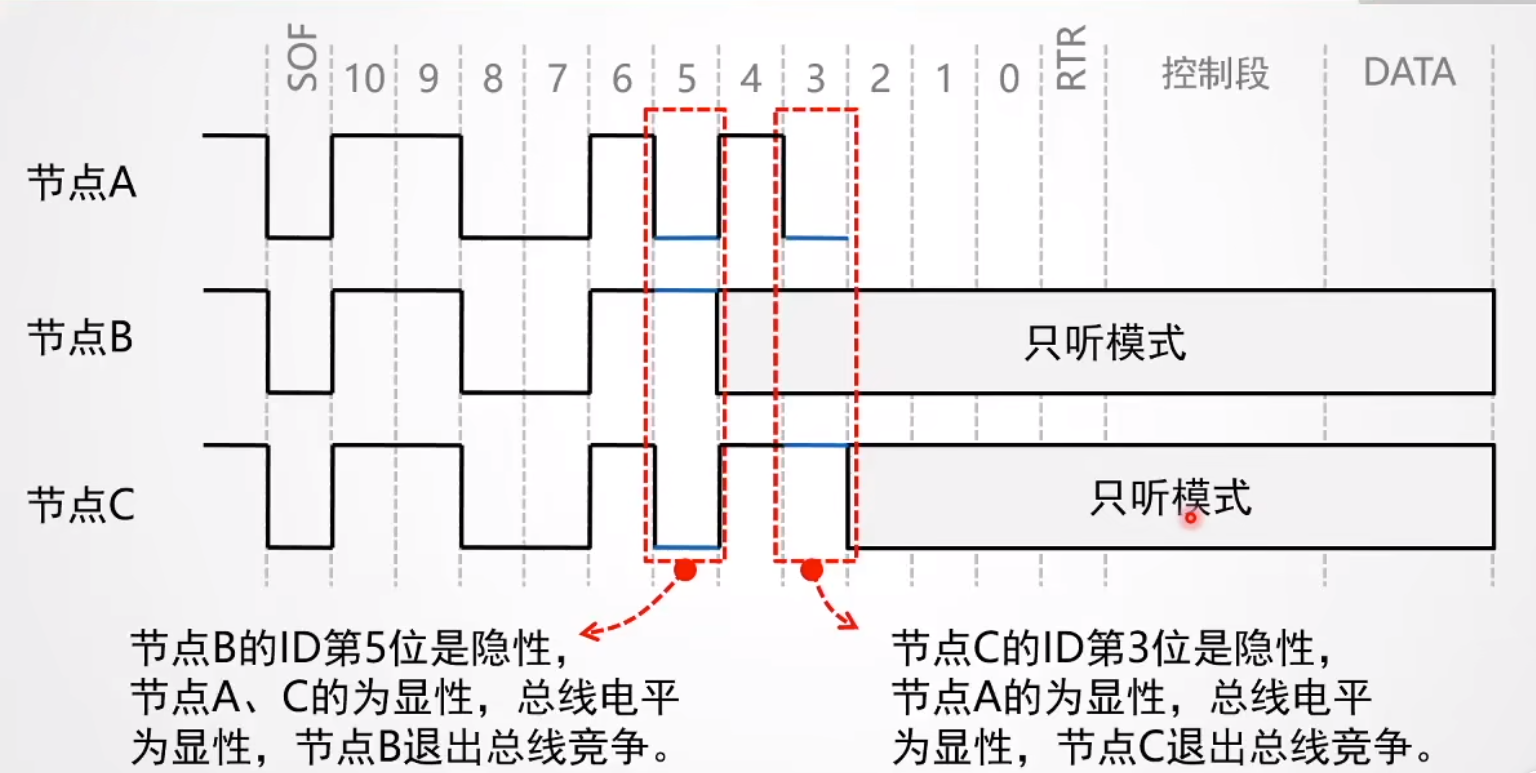 SOF 10 9 8 7 6 5 4 3 2 1 0 RTR 控制段 DATA
节点A
节点B
只听模式
节点C
只听模式
节点B的ID第5位是隐性，
节点A、C的为显性，总线电平
为显性，节点B退出总线竞争。
节点C的ID第3位是隐性，
节点A的为显性，总线电平
为显性，节点C退出总线竞争。